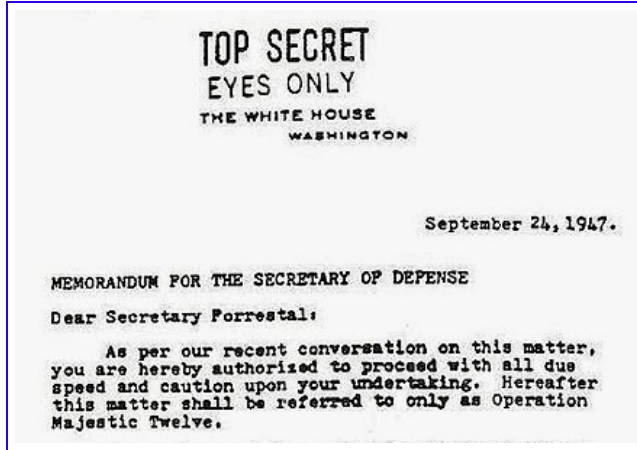 TOP SECRET
EYES ONLY
THE WHITE HOUSE
WASHINGTON
September 24, 1947.
MEMORANDUM FOR THE SECRETARY OF DEFENSE
Dear Secretary Forrestal:
As per our recent conversation on this matter,
you are hereby authorized to proceed with all due
speed and caution upon your undertaking. Hereafter
this matter shall be referred to only as Operation
Majestic Twelve.